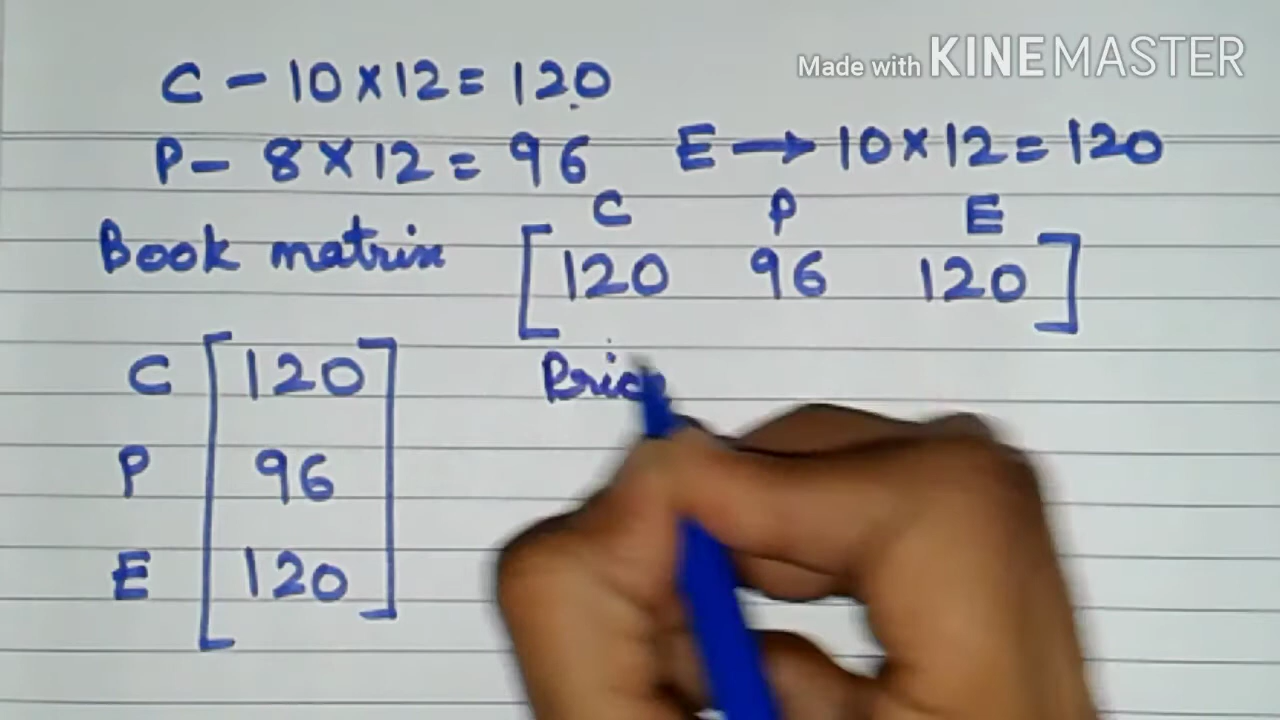 Made with KINEMASTER
C - 10 X 12 = 120
P - 8 X 12 = 96 E → 10 X 12 = 120
C P E
Book matrix [ 120 96 120 ]
C [ 120 ] Price
P 96
E 120